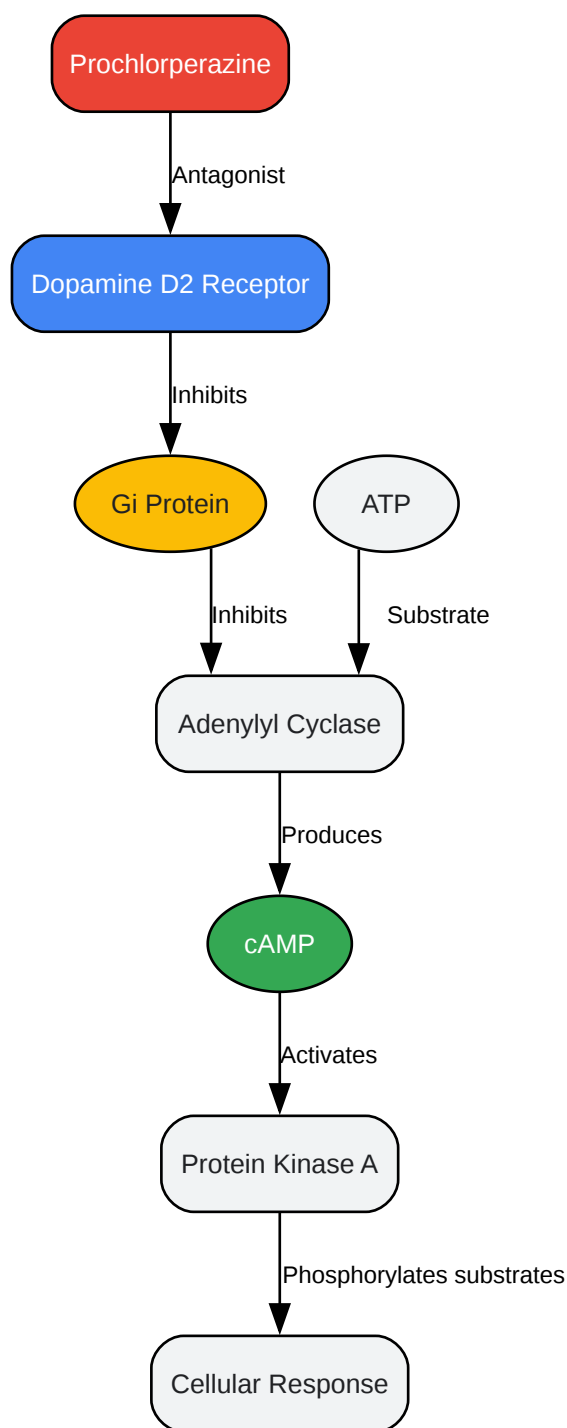 Prochlorperazine
Antagonist
Dopamine D2 Receptor
Inhibits
Gi Protein
ATP
Inhibits
Substrate
Adenylyl Cyclase
Produces
cAMP
Activates
Protein Kinase A
Phosphorylates substrates
Cellular Response